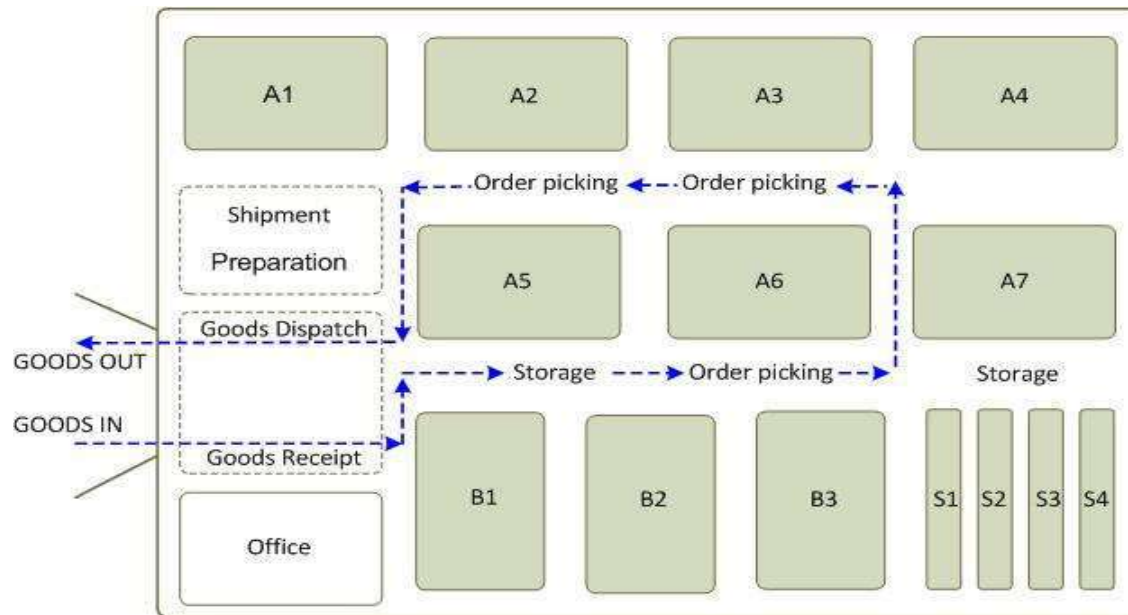 A1
A2
A3
A4
Order picking
Order picking
Shipment
Preparation
A5
A6
A7
Goods Dispatch
GOODS OUT
Storage
Order picking
Storage
GOODS IN
Goods Receipt
B1
B2
B3
S1
S2
S3
S4
Office